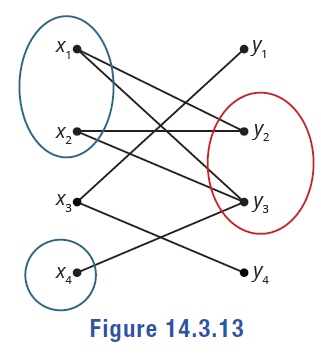 x₁ y₁
x₂ y₂
x₃ y₃
x₄ y₄
Figure 14.3.13